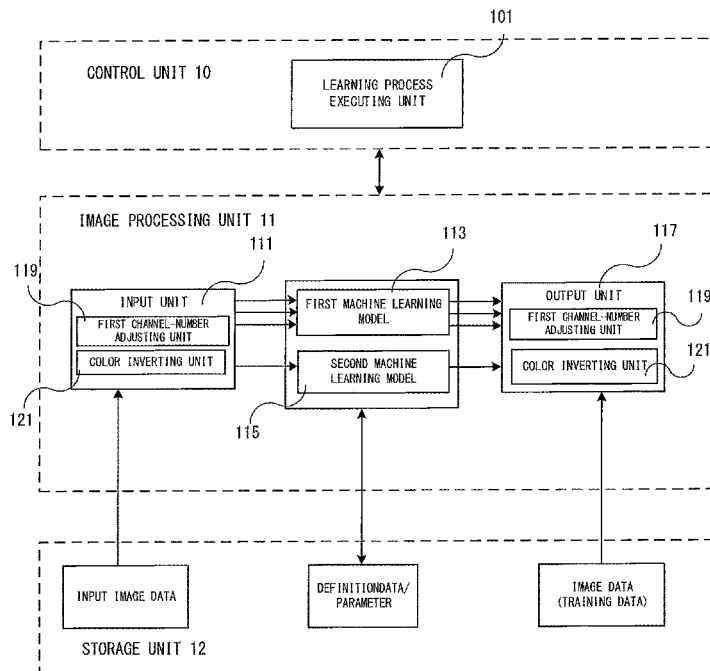 101
CONTROL UNIT 10
LEARNING PROCESS
EXECUTING UNIT
IMAGE PROCESSING UNIT 11
113
117
111
119
INPUT UNIT
FIRST CHANNEL-NUMBER
ADJUSTING UNIT
COLOR INVERTING UNIT
121
FIRST MACHINE LEARNING
MODEL
SECOND MACHINE
LEARNING MODEL
115
OUTPUT UNIT
119
FIRST CHANNEL-NUMBER
ADJUSTING UNIT
COLOR INVERTING UNIT
121
INPUT IMAGE DATA
DEFINITIONDATA/
PARAMETER
IMAGE DATA
(TRAINING DATA)
STORAGE UNIT 12